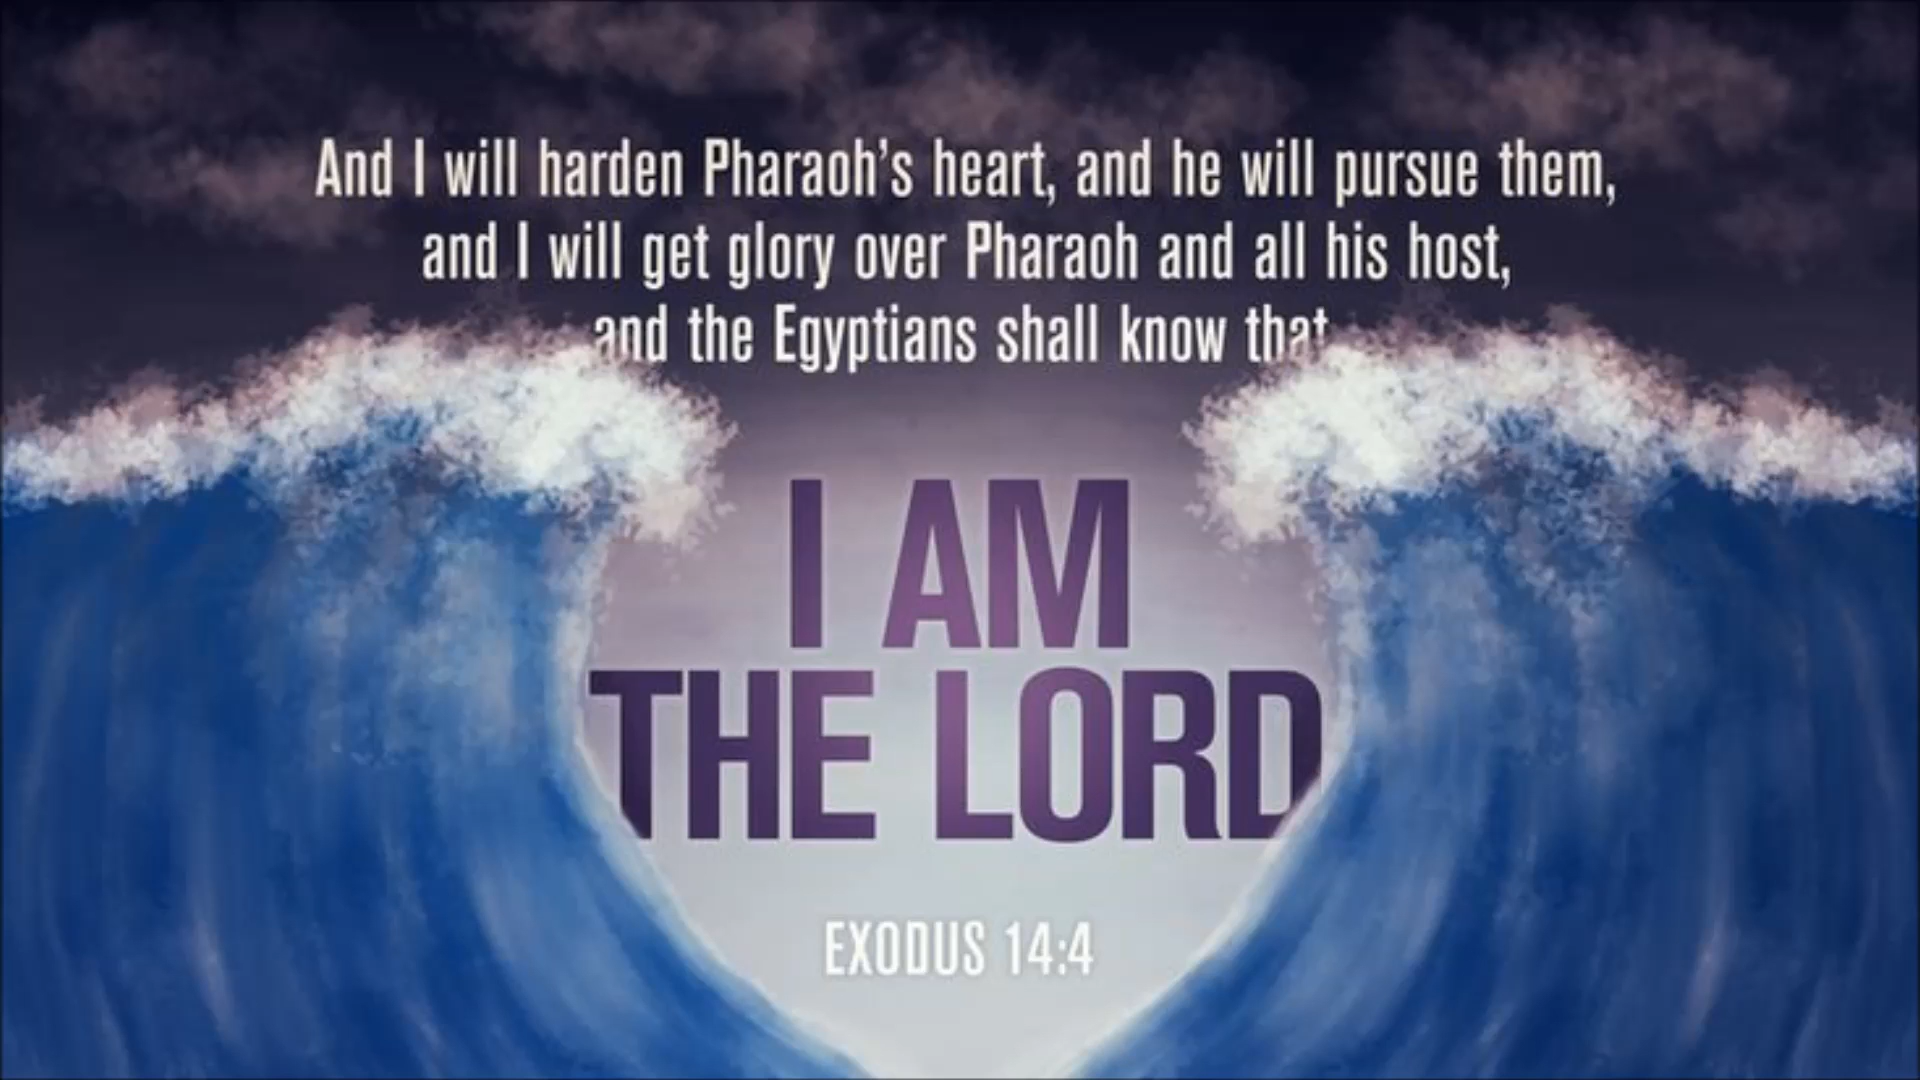 And I will harden Pharaoh's heart, and he will pursue them,
and I will get glory over Pharaoh and all his host,
and the Egyptians shall know that
I AM
THE LORD
EXODUS 14:4